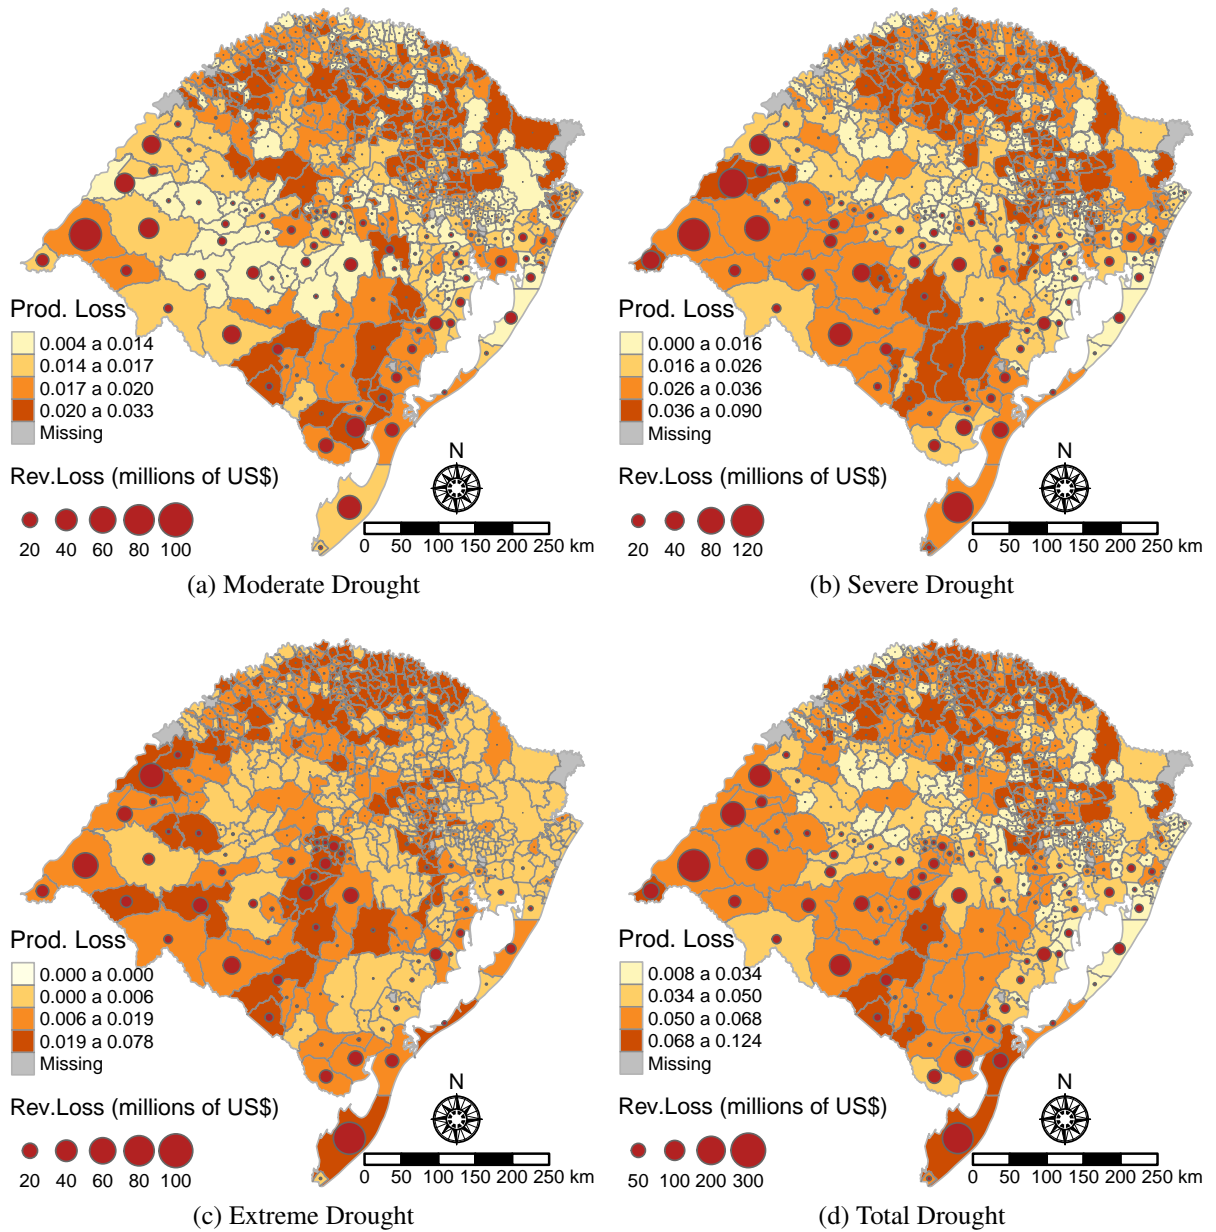 Prod. Loss
0.004 a 0.014
0.014 a 0.017
0.017 a 0.020
0.020 a 0.033
Missing
Rev.Loss (millions of US$)
20 40 60 80 100
N
0 50 100 150 200 250 km
(a) Moderate Drought
Prod. Loss
0.000 a 0.016
0.016 a 0.026
0.026 a 0.036
0.036 a 0.090
Missing
Rev.Loss (millions of US$)
20 40 80 120
N
0 50 100 150 200 250 km
(b) Severe Drought
Prod. Loss
0.000 a 0.000
0.000 a 0.006
0.006 a 0.019
0.019 a 0.078
Missing
Rev.Loss (millions of US$)
20 40 60 80 100
N
0 50 100 150 200 250 km
(c) Extreme Drought
Prod. Loss
0.008 a 0.034
0.034 a 0.050
0.050 a 0.068
0.068 a 0.124
Missing
Rev.Loss (millions of US$)
50 100 200 300
N
0 50 100 150 200 250 km
(d) Total Drought